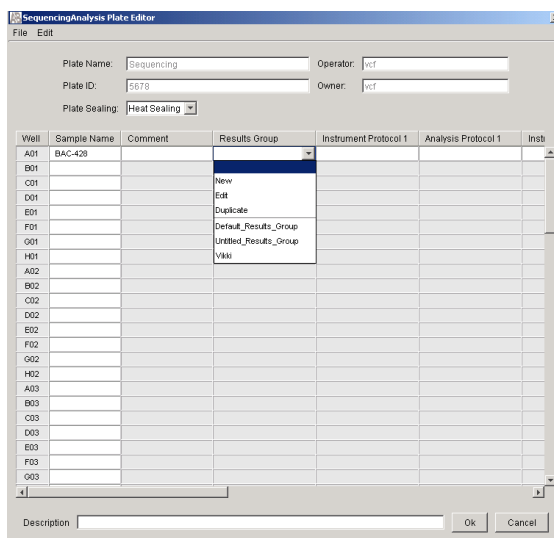 SequencingAnalysis Plate Editor
File Edit
Plate Name: Sequencing Operator: vcf
Plate ID: 5678 Owner: vcf
Plate Sealing: Heat Sealing
Well Sample Name Comment Results Group Instrument Protocol 1 Analysis Protocol 1 Instr
A01 BAC-428
B01
C01 New
D01 Edit
E01 Duplicate
F01 Default_Results_Group
G01 Untitled_Results_Group
H01 Vikki
A02
B02
C02
D02
E02
F02
G02
H02
A03
B03
C03
D03
E03
F03
G03
Description Ok Cancel